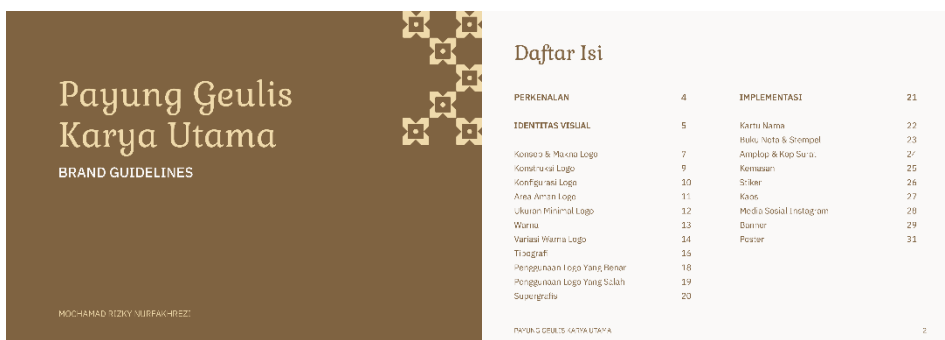 Payung Geulis
Karya Utama
BRAND GUIDELINES
MOCHAMAD RIZKY NURFAKHREZI
Daftar Isi
PERKENALAN 4
IDENTITAS VISUAL 5
Konsep & Makna Logo 7
Konstruksi Logo 9
Konfigurasi Logo 10
Area Aman Logo 11
Ukuran Minimal Logo 12
Warna 13
Variasi Warna Logo 14
Tipografi 16
Penggunaan Logo Yang Benar 18
Penggunaan Logo Yang Salah 19
Supergrafis 20
IMPLEMENTASI 21
Kartu Nama 22
Buku, Nota & Stempel 23
Amplop & Kop Surat 24
Kemasan 25
Stiker 26
Kaos 27
Media Sosial Instagram 28
Banner 29
Poster 31
PAYUNG GEULIS KARYA UTAMA 2